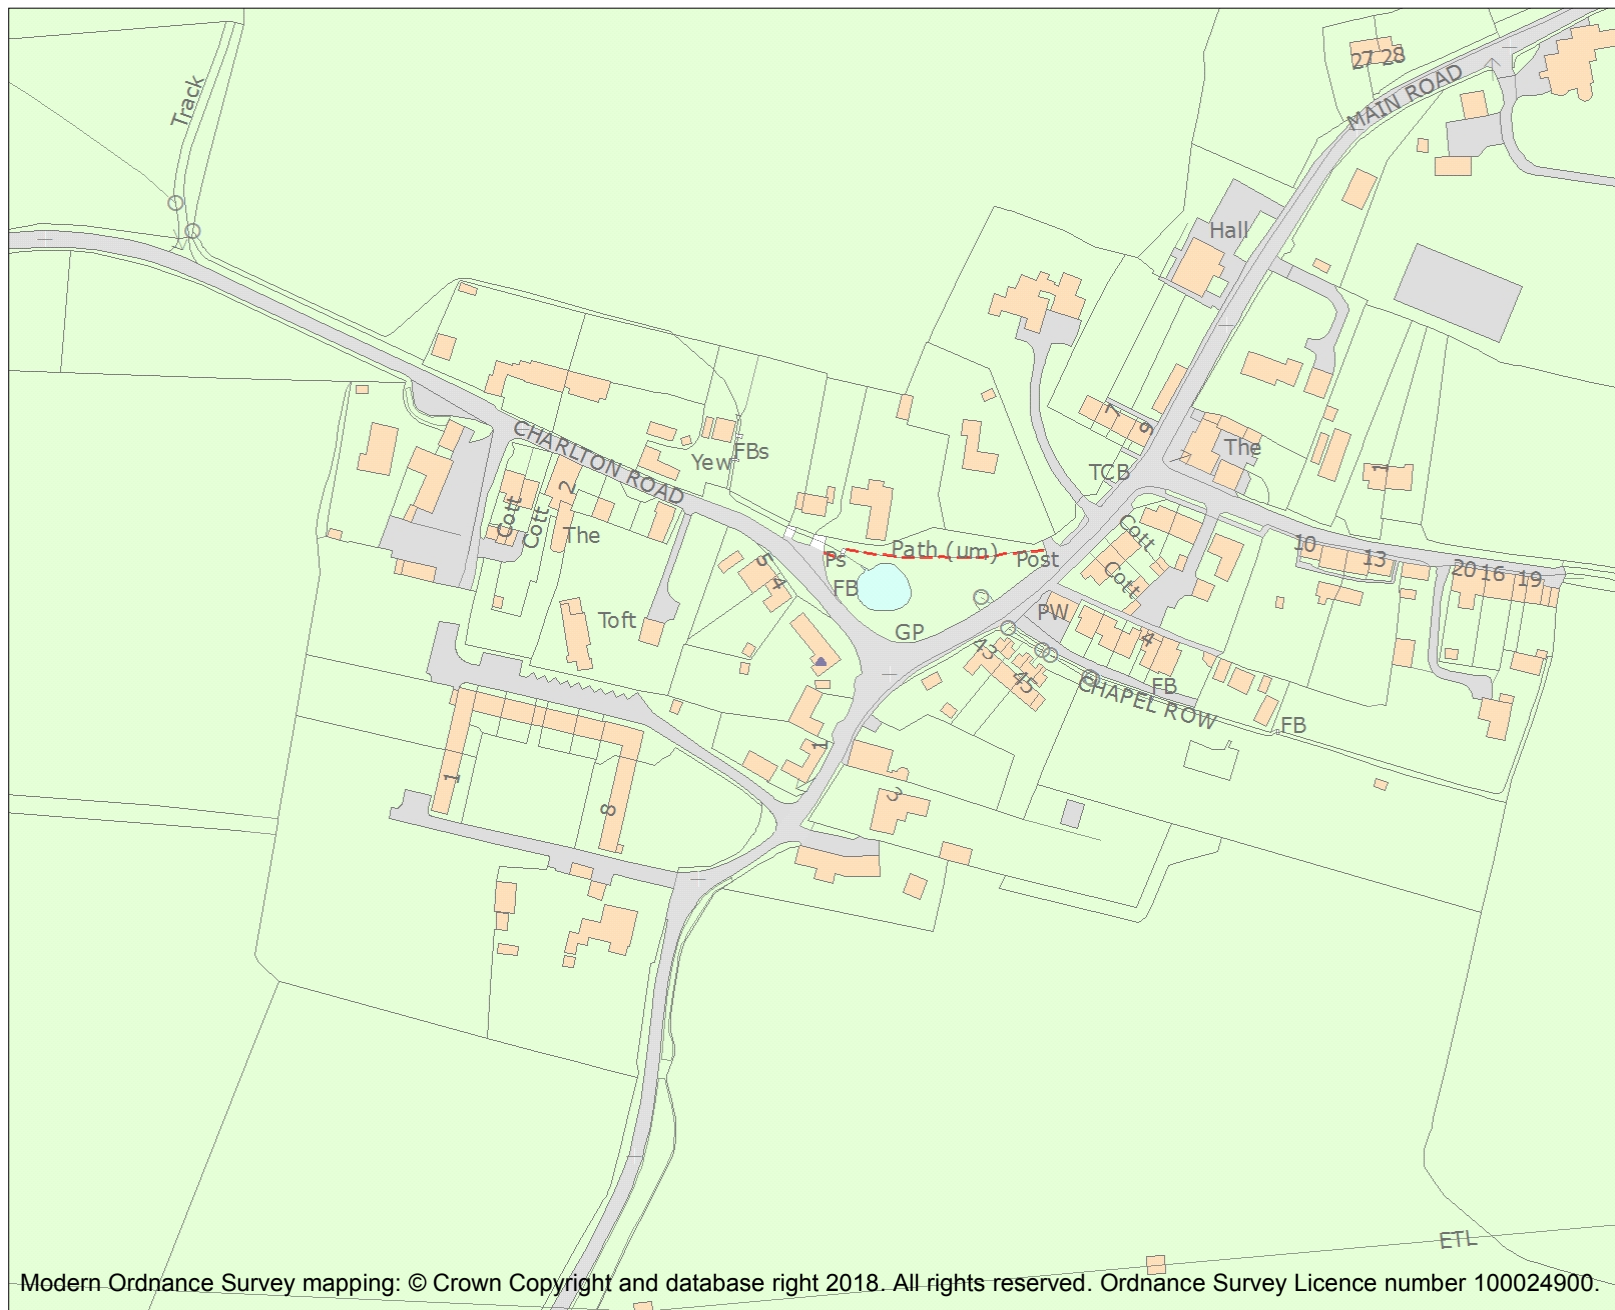 27 28
MAIN ROAD
Track
Hall
7
9
The
CHARLTON ROAD
Yew
FBs
TCB
1
2
Cott
Cott
The
Cott
Cott
Path (um)
Ps
Post
FB
10
13
20
16
19
5
4
Toft
GP
PW
43
45
4
FB
CHAPEL ROW
FB
1
1
8
3
ETL
Modern Ordnance Survey mapping: © Crown Copyright and database right 2018. All rights reserved. Ordnance Survey Licence number 100024900.